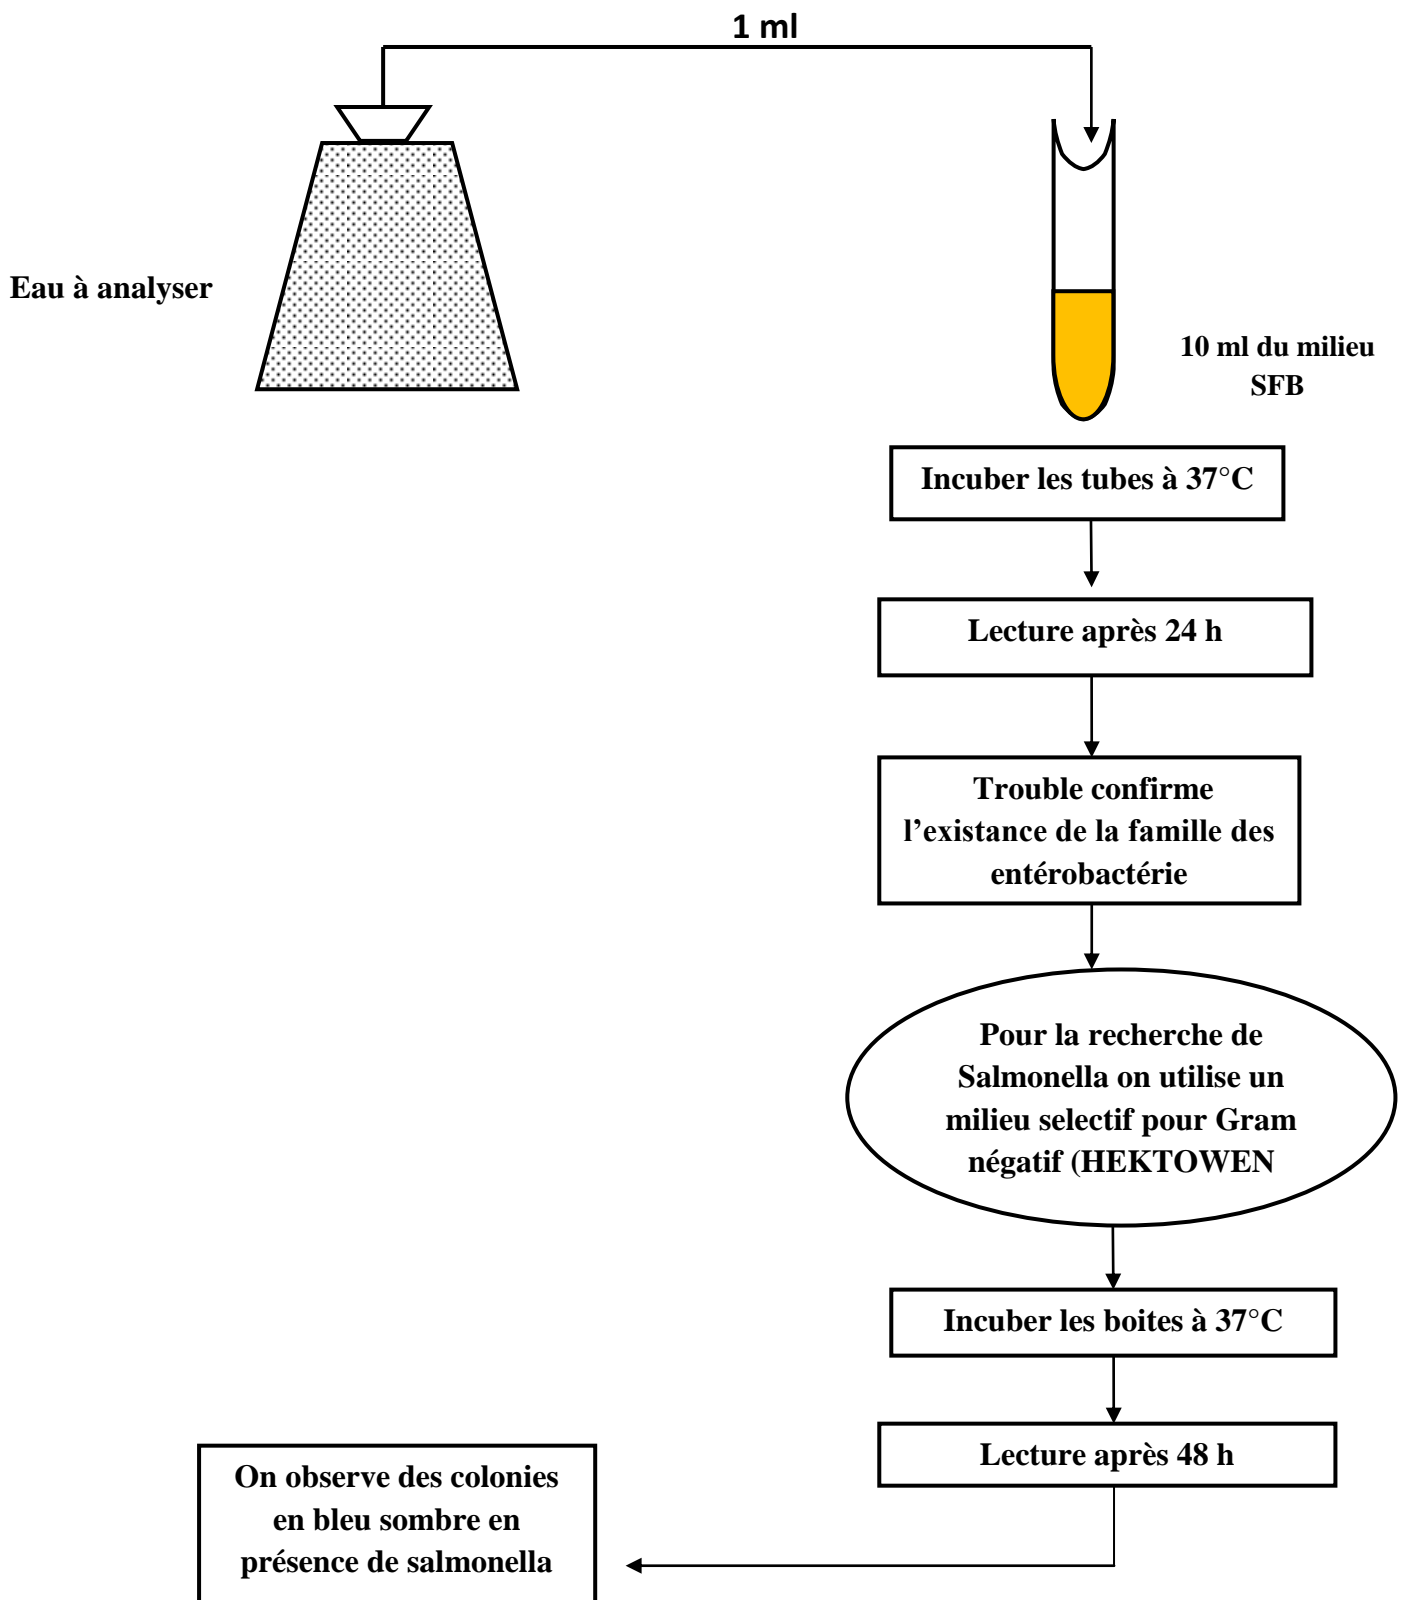 1 ml
Eau à analyser
10 ml du milieu
SFB
Incuber les tubes à 37°C
Lecture après 24 h
Trouble confirme
l’existance de la famille des
entérobactérie
Pour la recherche de
Salmonella on utilise un
milieu selectif pour Gram
négatif (HEKTOWEN
Incuber les boites à 37°C
Lecture après 48 h
On observe des colonies
en bleu sombre en
présence de salmonella